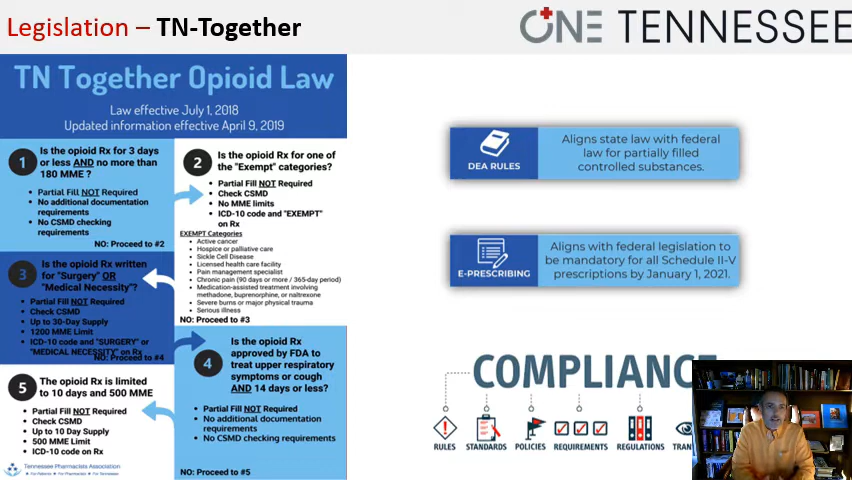 Legislation – TN-Together
ONE TENNESSEE
TN Together Opioid Law
Law effective July 1, 2018
Updated information effective April 9, 2019
1
Is the opioid Rx for 3 days
or less AND no more than
180 MME ?
• Partial Fill NOT Required
• No additional documentation
requirements
• No CSMD checking
requirements
NO: Proceed to #2
2
Is the opioid Rx for one of
the "Exempt" categories?
• Partial Fill NOT Required
• Check CSMD
• No MME limits
• ICD-10 code and "EXEMPT"
on Rx
EXEMPT Categories
• Active cancer
• Hospice or palliative care
• Sickle Cell Disease
• Licensed health care facility
• Pain management specialist
• Chronic pain (90 days or more / 365-day period)
• Medication-assisted treatment involving
methadone, buprenorphine, or naltrexone
• Severe burns or major physical trauma
• Serious illness
NO: Proceed to #3
3
Is the opioid Rx written
for "Surgery" OR
"Medical Necessity"?
• Partial Fill NOT Required
• Check CSMD
• Up to 30-Day Supply
• 1200 MME Limit
• ICD-10 code and "SURGERY" or
"MEDICAL NECESSITY" on Rx
NO: Proceed to #4
4
Is the opioid Rx
approved by FDA to
treat upper respiratory
symptoms or cough
AND 14 days or less?
• Partial Fill NOT Required
• No additional documentation
requirements
• No CSMD checking requirements
NO: Proceed to #5
5
The opioid Rx is limited
to 10 days and 500 MME
• Partial Fill NOT Required
• Check CSMD
• Up to 10 Day Supply
• 500 MME Limit
• ICD-10 code on Rx
Tennessee Pharmacists Association
• For Patients • For Pharmacists • For Tennessee
DEA RULES
Aligns state law with federal
law for partially filled
controlled substances.
E-PRESCRIBING
Aligns with federal legislation to
be mandatory for all Schedule II-V
prescriptions by January 1, 2021.
COMPLIANCE
RULES
STANDARDS
POLICIES
REQUIREMENTS
REGULATIONS
TRAN